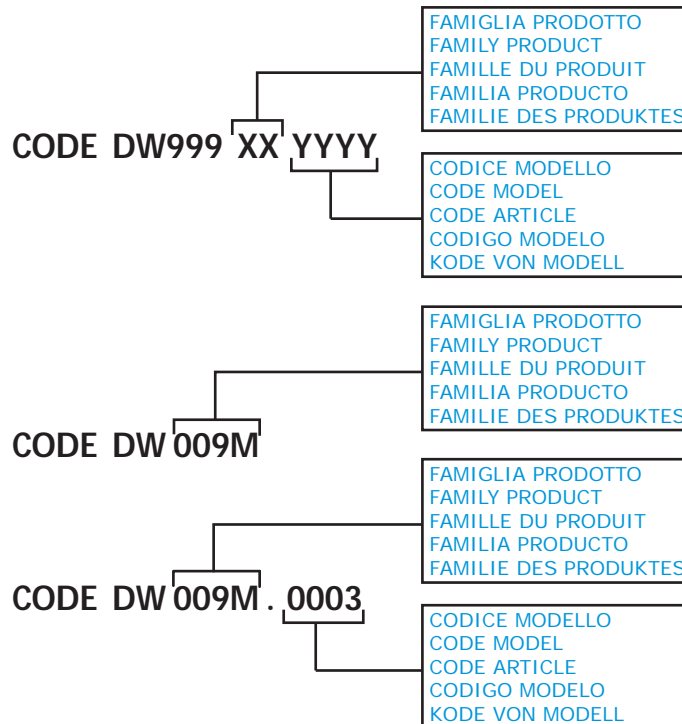 FAMIGLIA PRODOTTO
FAMILY PRODUCT
FAMILLE DU PRODUIT
FAMILIA PRODUCTO
FAMILIE DES PRODUKTES
CODE DW999 XX YYYY
CODICE MODELLO
CODE MODEL
CODE ARTICLE
CODIGO MODELO
KODE VON MODELL
FAMIGLIA PRODOTTO
FAMILY PRODUCT
FAMILLE DU PRODUIT
FAMILIA PRODUCTO
FAMILIE DES PRODUKTES
CODE DW 009M
FAMIGLIA PRODOTTO
FAMILY PRODUCT
FAMILLE DU PRODUIT
FAMILIA PRODUCTO
FAMILIE DES PRODUKTES
CODE DW 009M . 0003
CODICE MODELLO
CODE MODEL
CODE ARTICLE
CODIGO MODELO
KODE VON MODELL